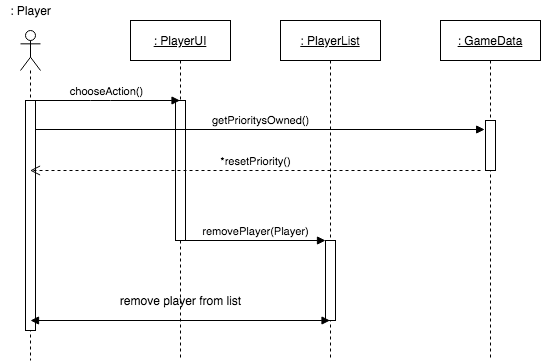 : Player
: PlayerUI
: PlayerList
: GameData
chooseAction()
getPrioritysOwned()
*resetPriority()
removePlayer(Player)
remove player from list